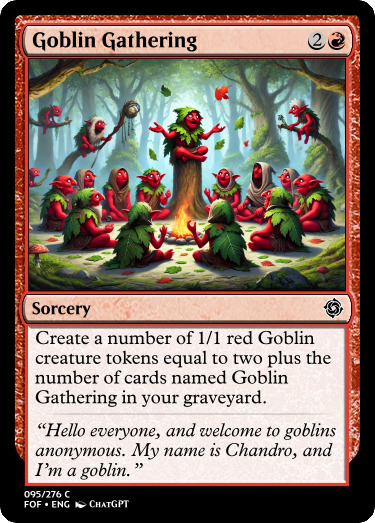 Goblin Gathering 2
Sorcery
Create a number of 1/1 red Goblin
creature tokens equal to two plus the
number of cards named Goblin
Gathering in your graveyard.
“Hello everyone, and welcome to goblins
anonymous. My name is Chandro, and
I’m a goblin.”
095/276 C
FOF • ENG ChatGPT